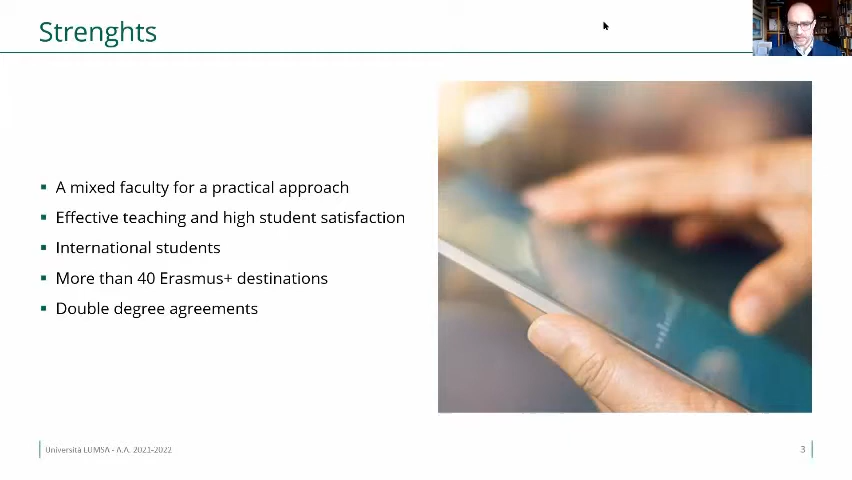 Strenghts
A mixed faculty for a practical approach
Effective teaching and high student satisfaction
International students
More than 40 Erasmus+ destinations
Double degree agreements
Università LUMSA - A.A. 2021-2022
3